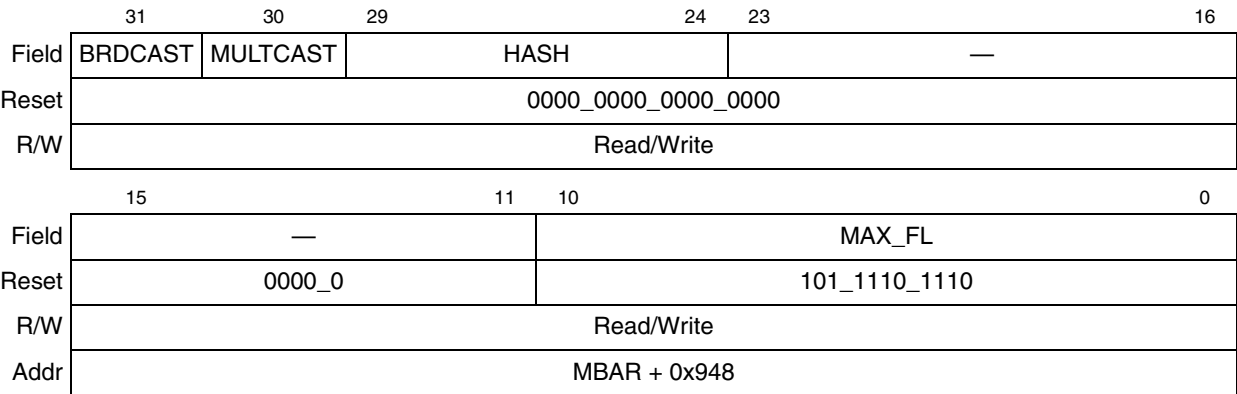 31 30 29 24 23 16
Field BRDCAST MULTCAST HASH —
Reset 0000_0000_0000_0000
R/W Read/Write
15 11 10 0
Field — MAX_FL
Reset 0000_0 101_1110_1110
R/W Read/Write
Addr MBAR + 0x948